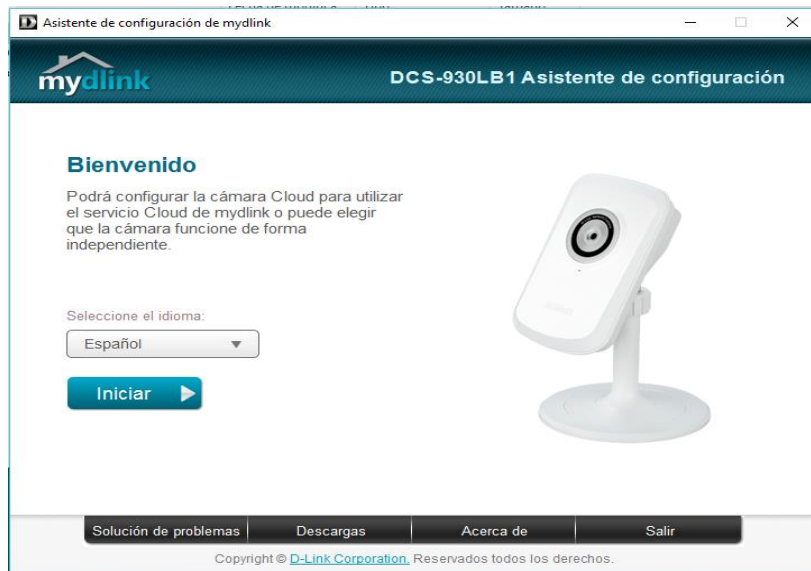 Asistente de configuración de mydlink
mydlink
DCS-930LB1 Asistente de configuración
Bienvenido
Podrá configurar la cámara Cloud para utilizar
el servicio Cloud de mydlink o puede elegir
que la cámara funcione de forma
independiente.
Seleccione el idioma:
Español
Iniciar
Solución de problemas
Descargas
Acerca de
Salir
Copyright © D-Link Corporation. Reservados todos los derechos.